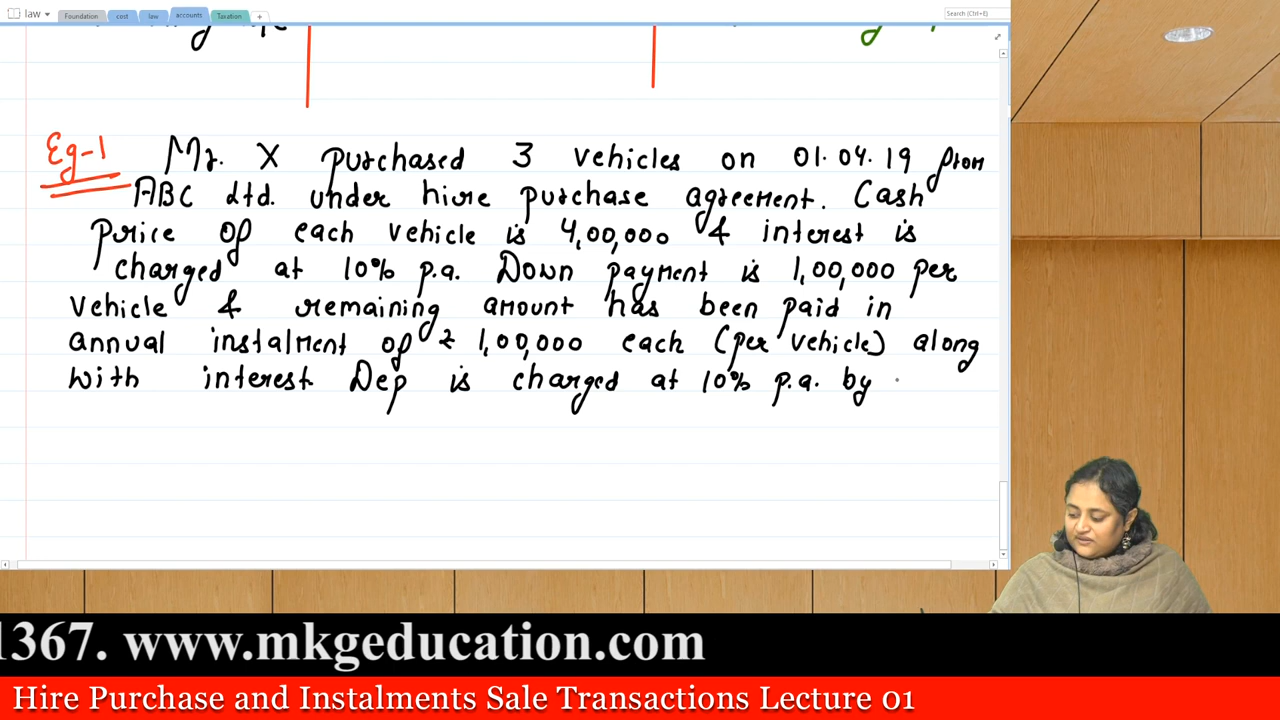 law
Foundation
cost
law
accounts
Taxation
Search (Ctrl+E)
Eg-1 Mr. X purchased 3 vehicles on 01.04.19 from
ABC Ltd. under hire purchase agreement. Cash
Price of each vehicle is 4,00,000 & interest is
charged at 10% p.a. Down payment is 1,00,000 per
vehicle & remaining amount has been paid in
annual instalment of ₹ 1,00,000 each (per vehicle) along
with interest Dep is charged at 10% p.a. by
1367. www.mkgeducation.com
Hire Purchase and Instalments Sale Transactions Lecture 01